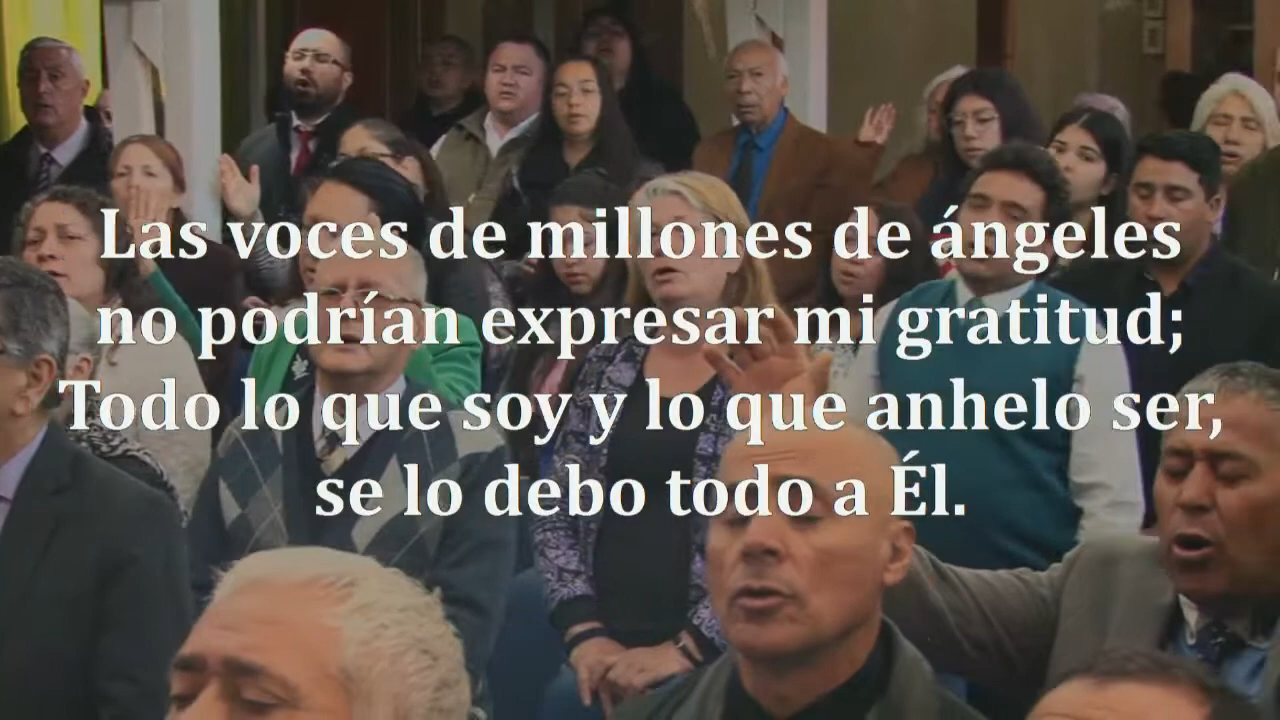 Las voces de millones de ángeles
no podrían expresar mi gratitud;
Todo lo que soy y lo que anhelo ser,
se lo debo todo a Él.